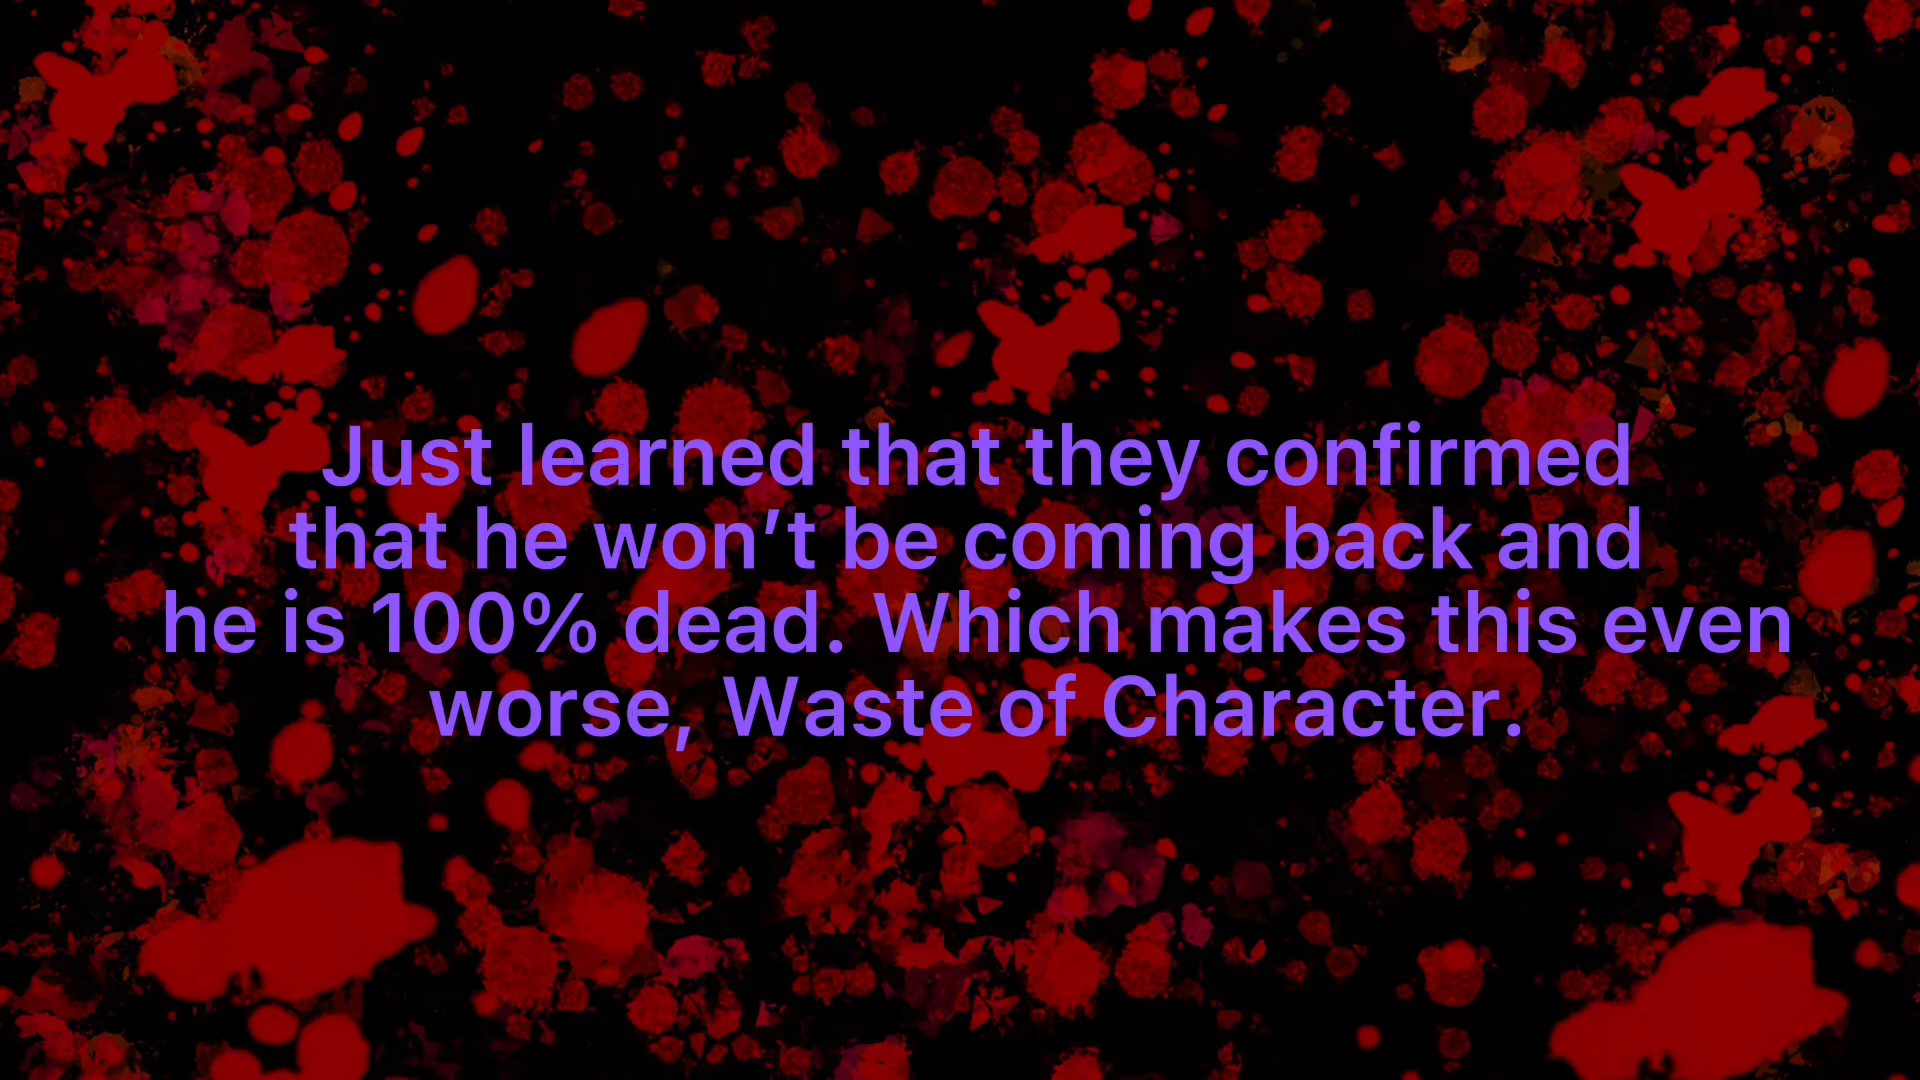 Just learned that they confirmed
that he won’t be coming back and
he is 100% dead. Which makes this even
worse, Waste of Character.